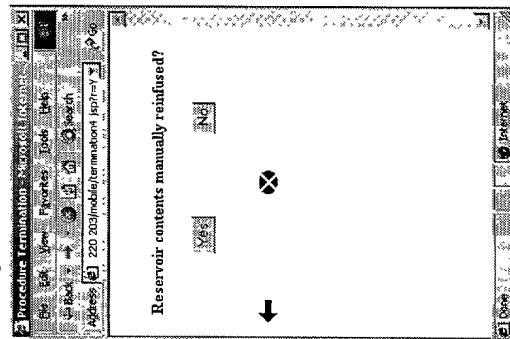 Procedure Termination - Microsoft Internet
File Edit View Favorites Tools Help
Back Search
Address 220 203/mobile/termination4 jsp?r=Y Go
Reservoir contents manually reinfused?
Yes No
Done Internet